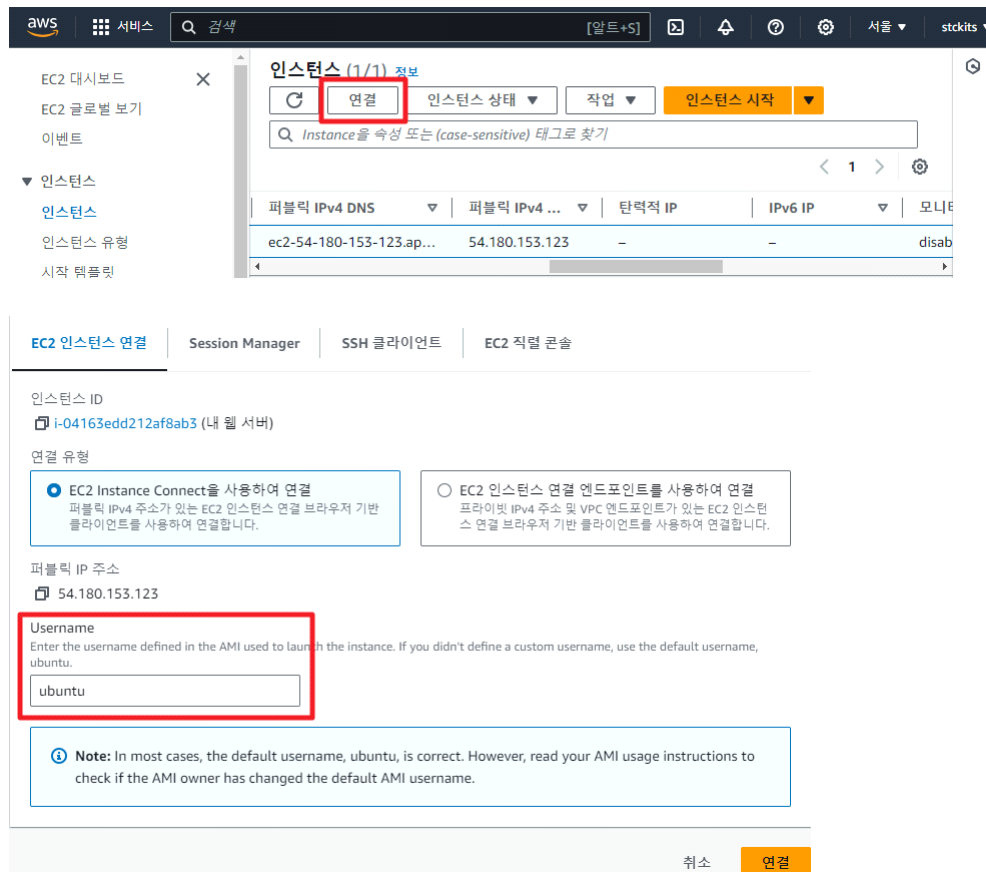 aws 서비스 검색 [알트+S] 서울 ▼ stckits
EC2 대시보드
EC2 글로벌 보기
이벤트
▼ 인스턴스
인스턴스
인스턴스 유형
시작 템플릿
인스턴스 (1/1) 정보
연결 인스턴스 상태 ▼ 작업 ▼ 인스턴스 시작 ▼
Instance을 속성 또는 (case-sensitive) 태그로 찾기
< 1 >
퍼블릭 IPv4 DNS 퍼블릭 IPv4 ... 탄력적 IP IPv6 IP 모니터
ec2-54-180-153-123.ap... 54.180.153.123 – – disab
EC2 인스턴스 연결 Session Manager SSH 클라이언트 EC2 직렬 콘솔
인스턴스 ID
i-04163edd212af8ab3 (내 웹 서버)
연결 유형
EC2 Instance Connect을 사용하여 연결
퍼블릭 IPv4 주소가 있는 EC2 인스턴스 연결 브라우저 기반
클라이언트를 사용하여 연결합니다.
EC2 인스턴스 연결 엔드포인트를 사용하여 연결
프라이빗 IPv4 주소 및 VPC 엔드포인트가 있는 EC2 인스턴
스 연결 브라우저 기반 클라이언트를 사용하여 연결합니다.
퍼블릭 IP 주소
54.180.153.123
Username
Enter the username defined in the AMI used to launch the instance. If you didn't define a custom username, use the default username,
ubuntu.
ubuntu
Note: In most cases, the default username, ubuntu, is correct. However, read your AMI usage instructions to
check if the AMI owner has changed the default AMI username.
취소 연결